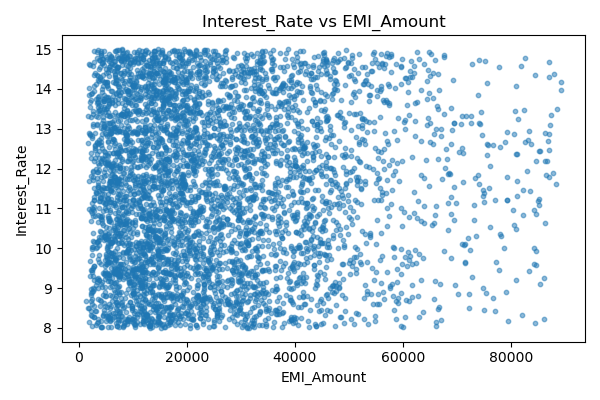 Interest_Rate vs EMI_Amount
15
14
13
12
11
10
9
8
Interest_Rate
0 20000 40000 60000 80000
EMI_Amount